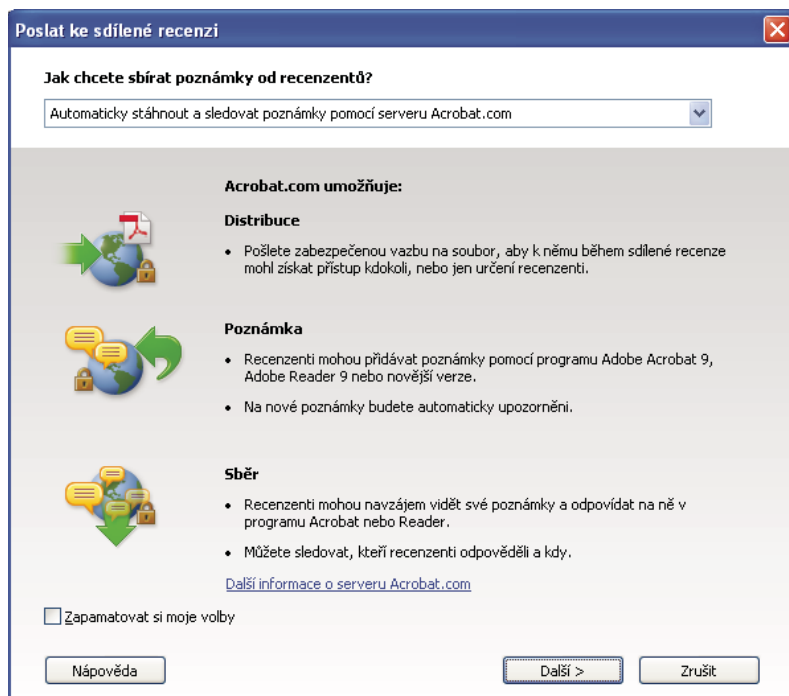 Poslat ke sdílené recenzi
Jak chcete sbírat poznámky od recenzentů?
Automaticky stáhnout a sledovat poznámky pomocí serveru Acrobat.com
Acrobat.com umožňuje:
Distribuce
• Pošlete zabezpečenou vazbu na soubor, aby k němu během sdílené recenze
mohl získat přístup kdokoli, nebo jen určení recenzenti.
Poznámka
• Recenzenti mohou přidávat poznámky pomocí programu Adobe Acrobat 9,
Adobe Reader 9 nebo novější verze.
• Na nové poznámky budete automaticky upozorněni.
Sběr
• Recenzenti mohou navzájem vidět své poznámky a odpovídat na ně v
programu Acrobat nebo Reader.
• Můžete sledovat, kteří recenzenti odpověděli a kdy.
Další informace o serveru Acrobat.com
Zapamatovat si moje volby
Nápověda Další > Zrušit